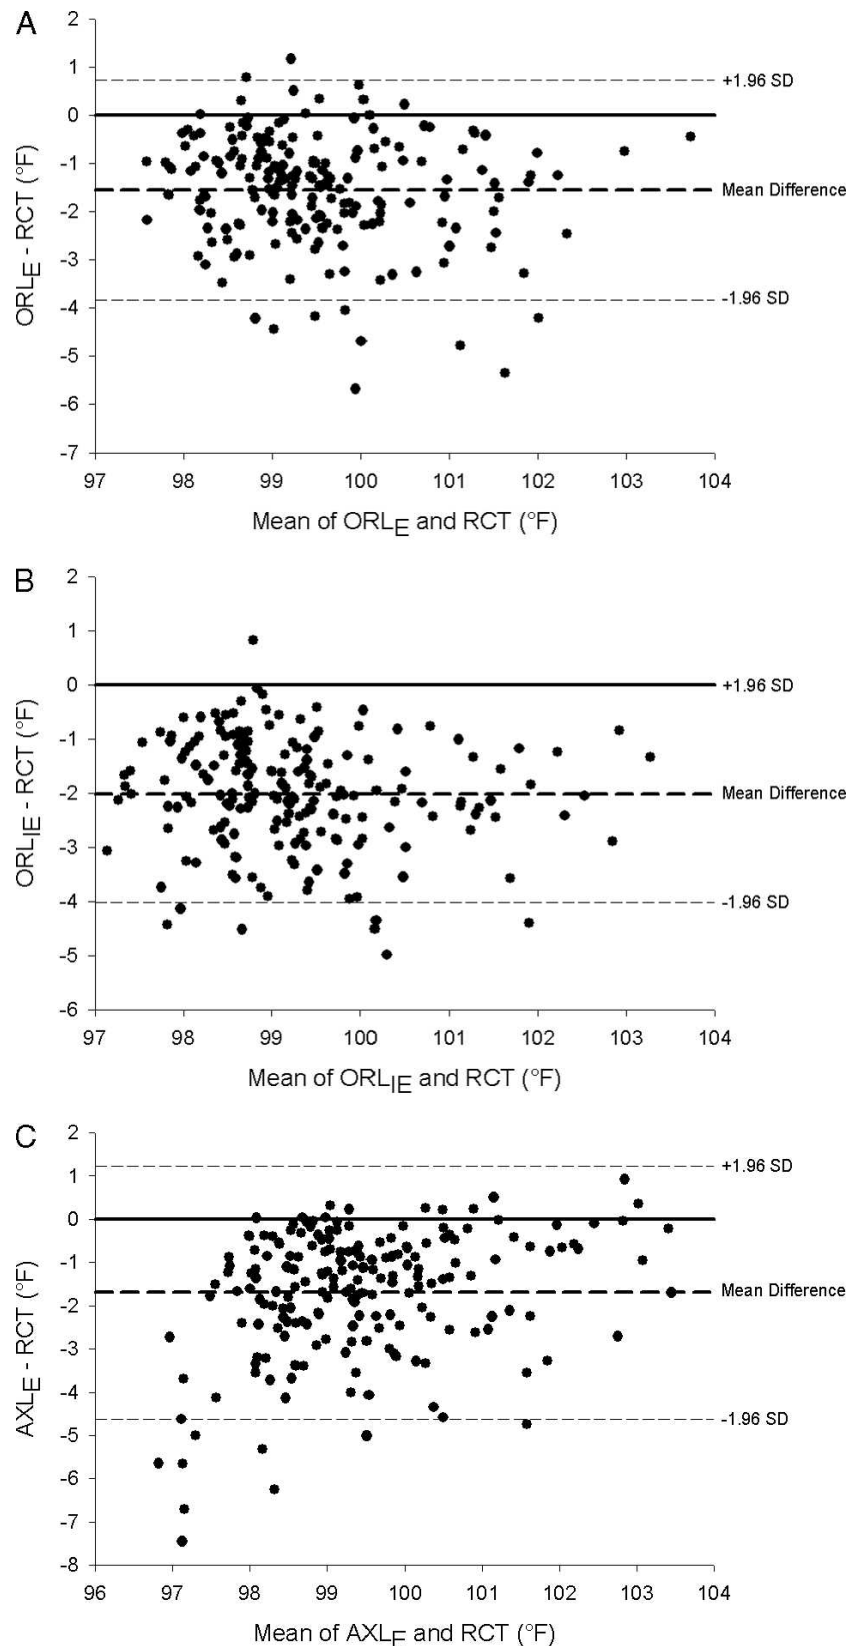 A
2
1
0
-1
-2
-3
-4
-5
-6
-7
ORLE - RCT (°F)
+1.96 SD
Mean Difference
-1.96 SD
97 98 99 100 101 102 103 104
Mean of ORLE and RCT (°F)
B
2
1
0
-1
-2
-3
-4
-5
-6
ORLIE - RCT (°F)
+1.96 SD
Mean Difference
-1.96 SD
97 98 99 100 101 102 103 104
Mean of ORLIE and RCT (°F)
C
2
1
0
-1
-2
-3
-4
-5
-6
-7
-8
AXLE - RCT (°F)
+1.96 SD
Mean Difference
-1.96 SD
96 97 98 99 100 101 102 103 104
Mean of AXLE and RCT (°F)